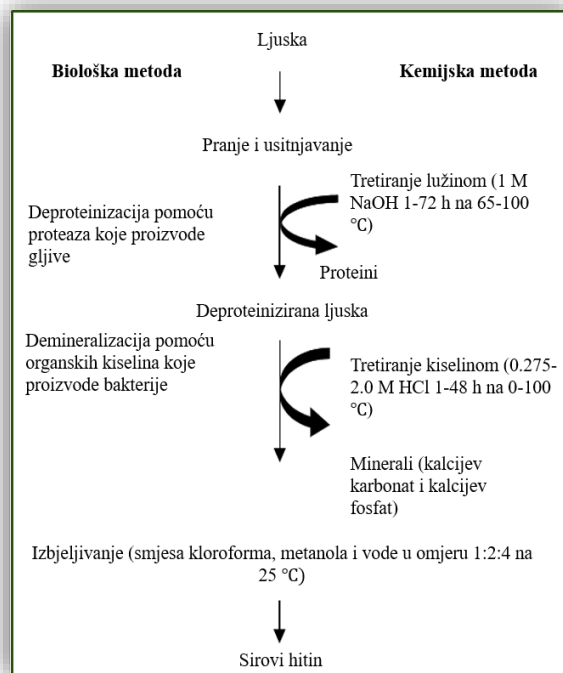 Ljuska
Biološka metoda
Kemijska metoda
Pranje i usitnjavanje
Tretiranje lužinom (1 M
NaOH 1-72 h na 65-100
℃)
Deproteinizacija pomoću
proteaza koje proizvode
gljive
Proteini
Deproteinizirana ljuska
Demineralizacija pomoću
organskih kiselina koje
proizvode bakterije
Tretiranje kiselinom (0.275-
2.0 M HCl 1-48 h na 0-100
℃)
Minerali (kalcijev
karbonat i kalcijev
fosfat)
Izbjeljivanje (smjesa kloroforma, metanola i vode u omjeru 1:2:4 na
25 ℃)
Sirovi hitin